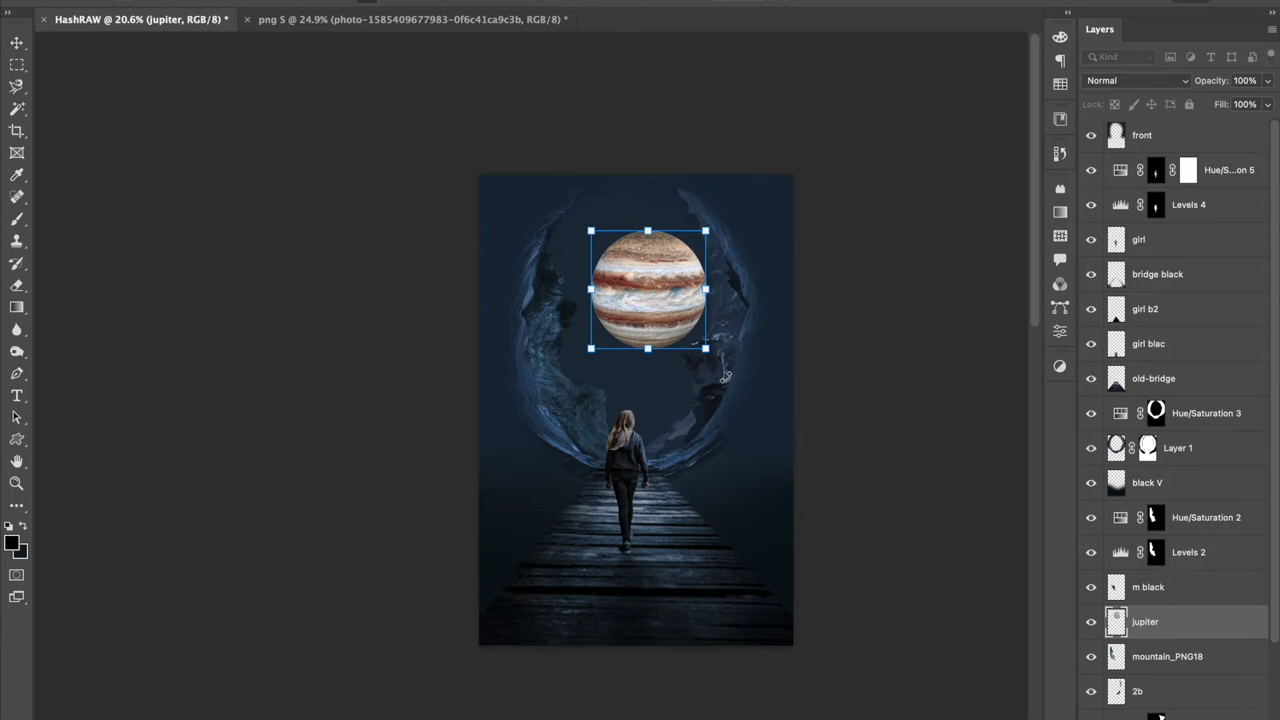 HashRAW @ 20.6% (jupiter, RGB/8) *
png S @ 24.9% (photo-1585409677983-0f6c41ca9c3b, RGB/8) *
Layers
Kind
Normal
Opacity: 100%
Lock:
Fill: 100%
front
Hue/S...on 5
Levels 4
girl
bridge black
girl b2
girl blac
old-bridge
Hue/Saturation 3
Layer 1
black V
Hue/Saturation 2
Levels 2
m black
jupiter
mountain_PNG18
2b